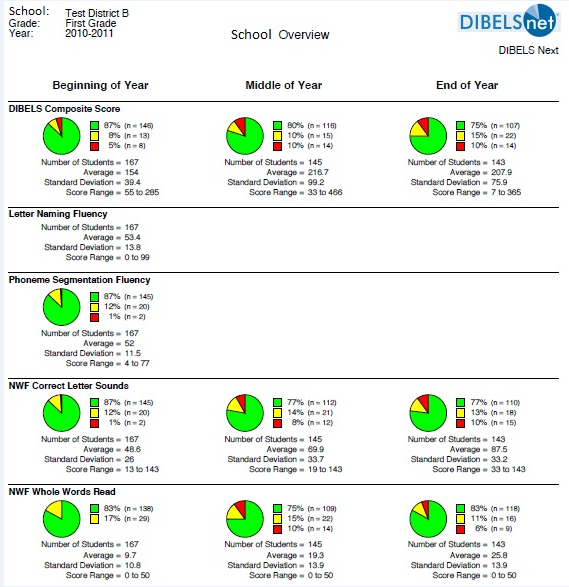 School: Test District B
Grade: First Grade
Year: 2010-2011
School Overview
DIBELSnet
DIBELS Next
Beginning of Year Middle of Year End of Year
DIBELS Composite Score
87% (n = 146) 80% (n = 116) 75% (n = 107)
8% (n = 13) 10% (n = 15) 15% (n = 22)
5% (n = 8) 10% (n = 14) 10% (n = 14)
Number of Students = 167 Number of Students = 145 Number of Students = 143
Average = 154 Average = 216.7 Average = 207.9
Standard Deviation = 39.4 Standard Deviation = 99.2 Standard Deviation = 75.9
Score Range = 55 to 285 Score Range = 33 to 466 Score Range = 7 to 365
Letter Naming Fluency
Number of Students = 167
Average = 53.4
Standard Deviation = 13.8
Score Range = 0 to 99
Phoneme Segmentation Fluency
87% (n = 145)
12% (n = 20)
1% (n = 2)
Number of Students = 167
Average = 52
Standard Deviation = 11.5
Score Range = 4 to 77
NWF Correct Letter Sounds
87% (n = 145) 77% (n = 112) 77% (n = 110)
12% (n = 20) 14% (n = 21) 13% (n = 18)
1% (n = 2) 8% (n = 12) 10% (n = 15)
Number of Students = 167 Number of Students = 145 Number of Students = 143
Average = 48.6 Average = 69.9 Average = 87.5
Standard Deviation = 26 Standard Deviation = 33.7 Standard Deviation = 33.2
Score Range = 13 to 143 Score Range = 19 to 143 Score Range = 33 to 143
NWF Whole Words Read
83% (n = 138) 75% (n = 109) 83% (n = 118)
17% (n = 29) 15% (n = 22) 11% (n = 16)
10% (n = 14) 6% (n = 9)
Number of Students = 167 Number of Students = 145 Number of Students = 143
Average = 9.7 Average = 19.3 Average = 25.8
Standard Deviation = 10.8 Standard Deviation = 13.9 Standard Deviation = 13.9
Score Range = 0 to 50 Score Range = 0 to 50 Score Range = 0 to 50